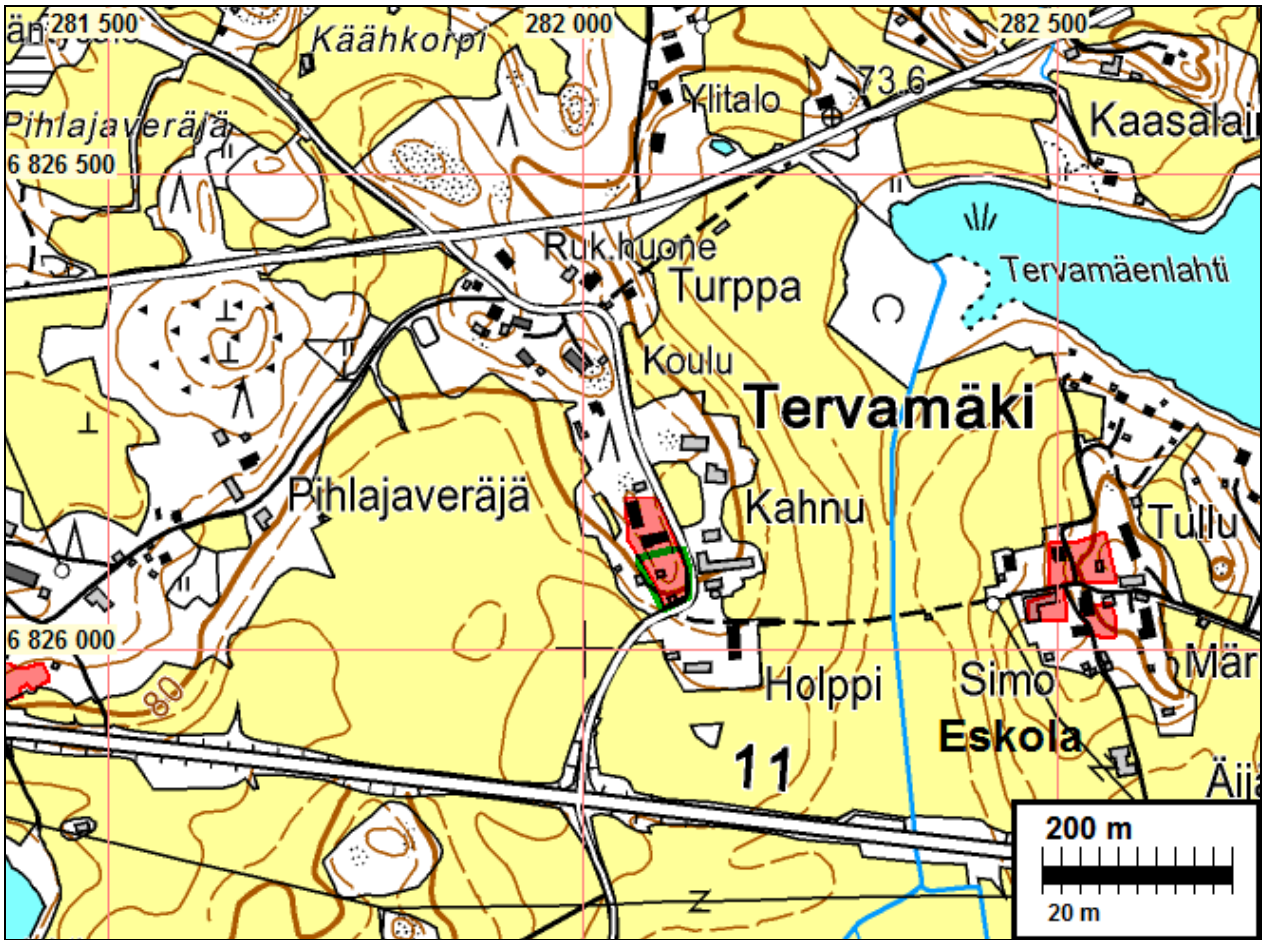 281 500
282 000
282 500
Käähkorpi
73.6
Ylitalo
Pihlajaveräjä
Kaasalai
6 826 500
Ruk.huone
Turppa
Tervamäenlahti
Koulu
Tervamäki
Pihlajaveräjä
Kahnu
Tullu
6 826 000
80
Holppi
Simo
Mär
11
Eskola
Äijä
200 m
20 m